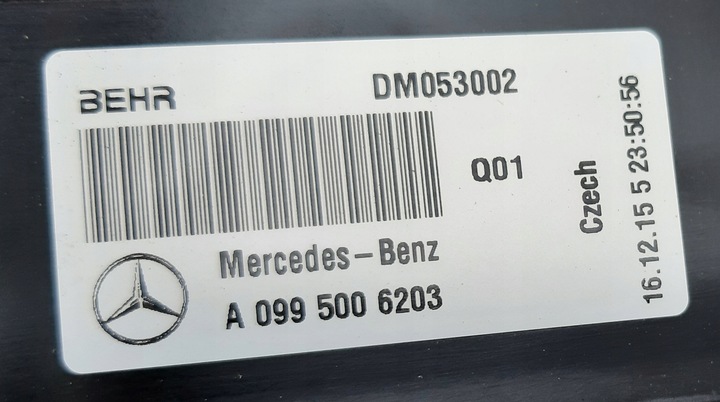 BEHR
DM053002
Q01
Mercedes-Benz
A 099 500 6203
Czech
16.12.15 5 23:50:56